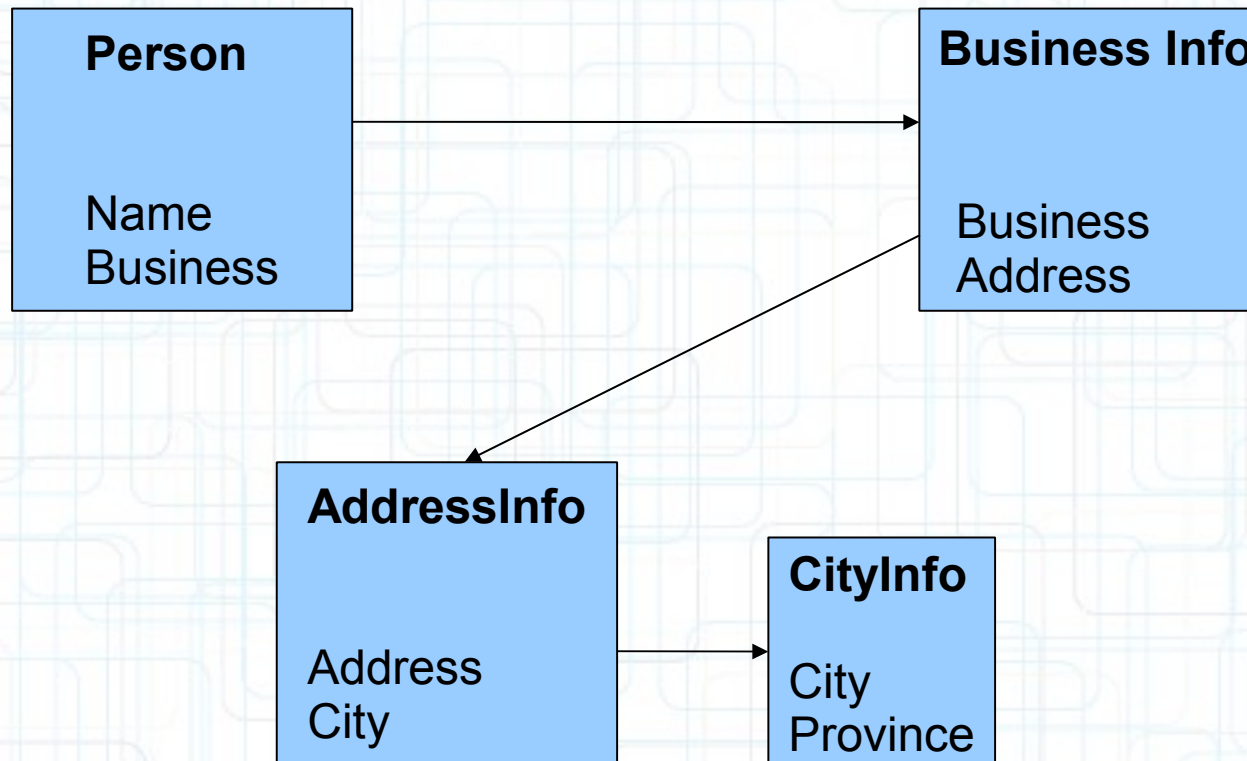 Person
Name
Business
Business Info
Business
Address
AddressInfo
Address
City
CityInfo
City
Province